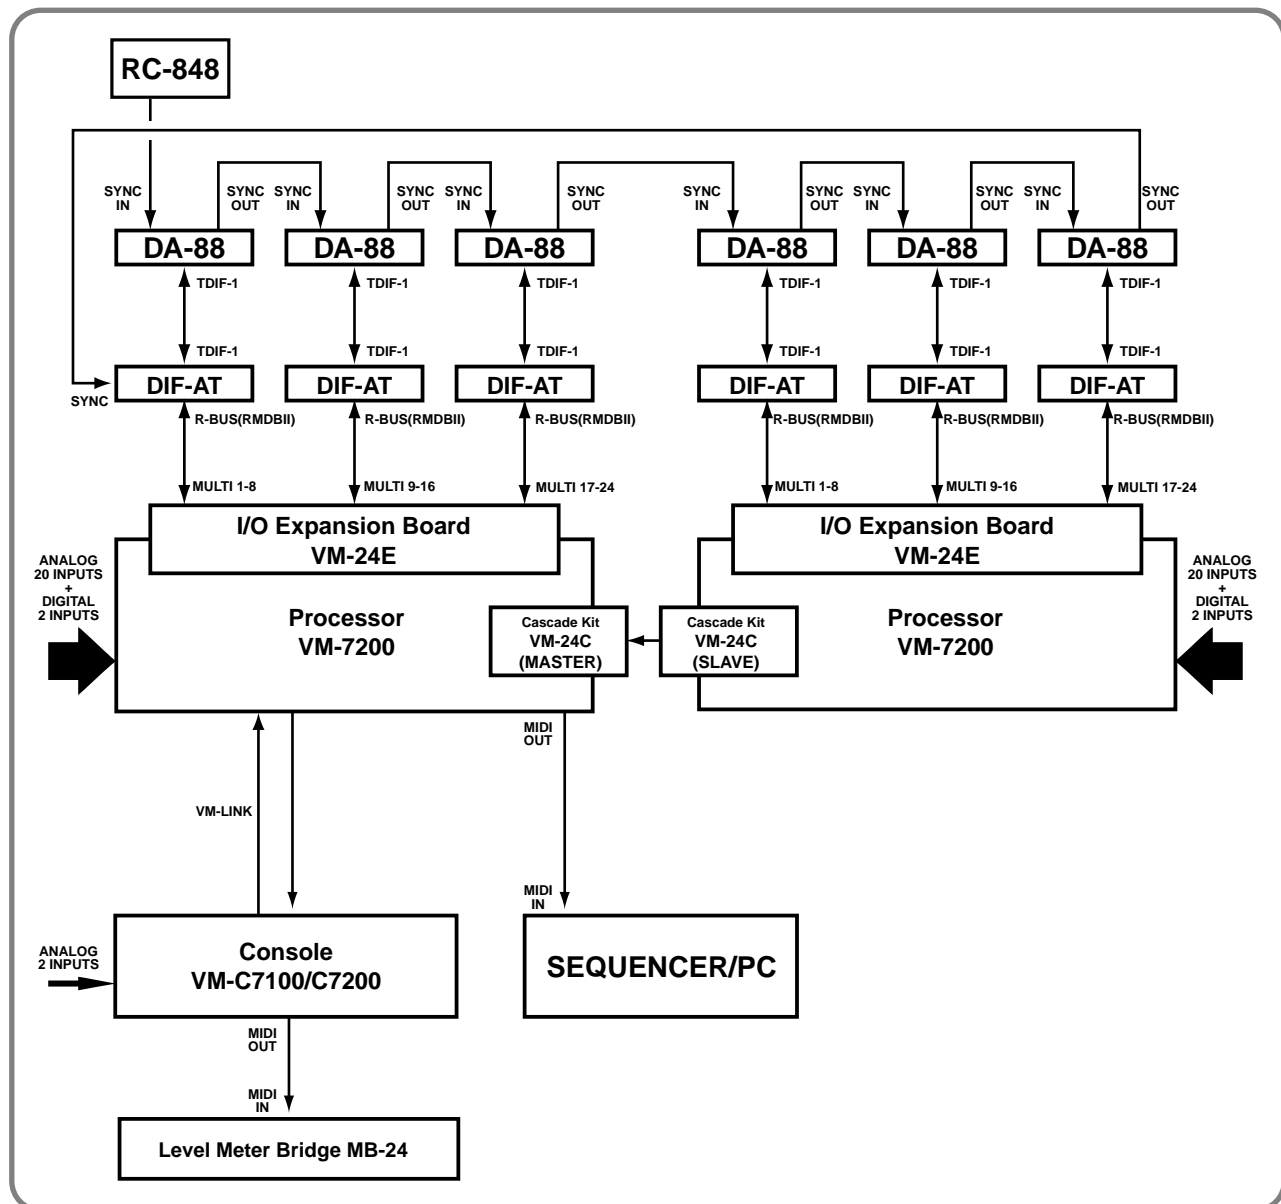 RC-848
SYNC IN
SYNC OUT
SYNC IN
SYNC OUT
SYNC IN
SYNC OUT
SYNC IN
SYNC OUT
SYNC IN
SYNC OUT
SYNC IN
SYNC OUT
DA-88
DA-88
DA-88
DA-88
DA-88
DA-88
TDIF-1
TDIF-1
TDIF-1
TDIF-1
TDIF-1
TDIF-1
TDIF-1
TDIF-1
TDIF-1
TDIF-1
TDIF-1
TDIF-1
SYNC
DIF-AT
DIF-AT
DIF-AT
DIF-AT
DIF-AT
DIF-AT
R-BUS(RMDBII)
R-BUS(RMDBII)
R-BUS(RMDBII)
R-BUS(RMDBII)
R-BUS(RMDBII)
R-BUS(RMDBII)
MULTI 1-8
MULTI 9-16
MULTI 17-24
MULTI 1-8
MULTI 9-16
MULTI 17-24
I/O Expansion Board
VM-24E
I/O Expansion Board
VM-24E
ANALOG
20 INPUTS
+
DIGITAL
2 INPUTS
Processor
VM-7200
Cascade Kit
VM-24C
(MASTER)
Cascade Kit
VM-24C
(SLAVE)
Processor
VM-7200
ANALOG
20 INPUTS
+
DIGITAL
2 INPUTS
MIDI
OUT
VM-LINK
MIDI
IN
ANALOG
2 INPUTS
Console
VM-C7100/C7200
SEQUENCER/PC
MIDI
OUT
MIDI
IN
Level Meter Bridge MB-24